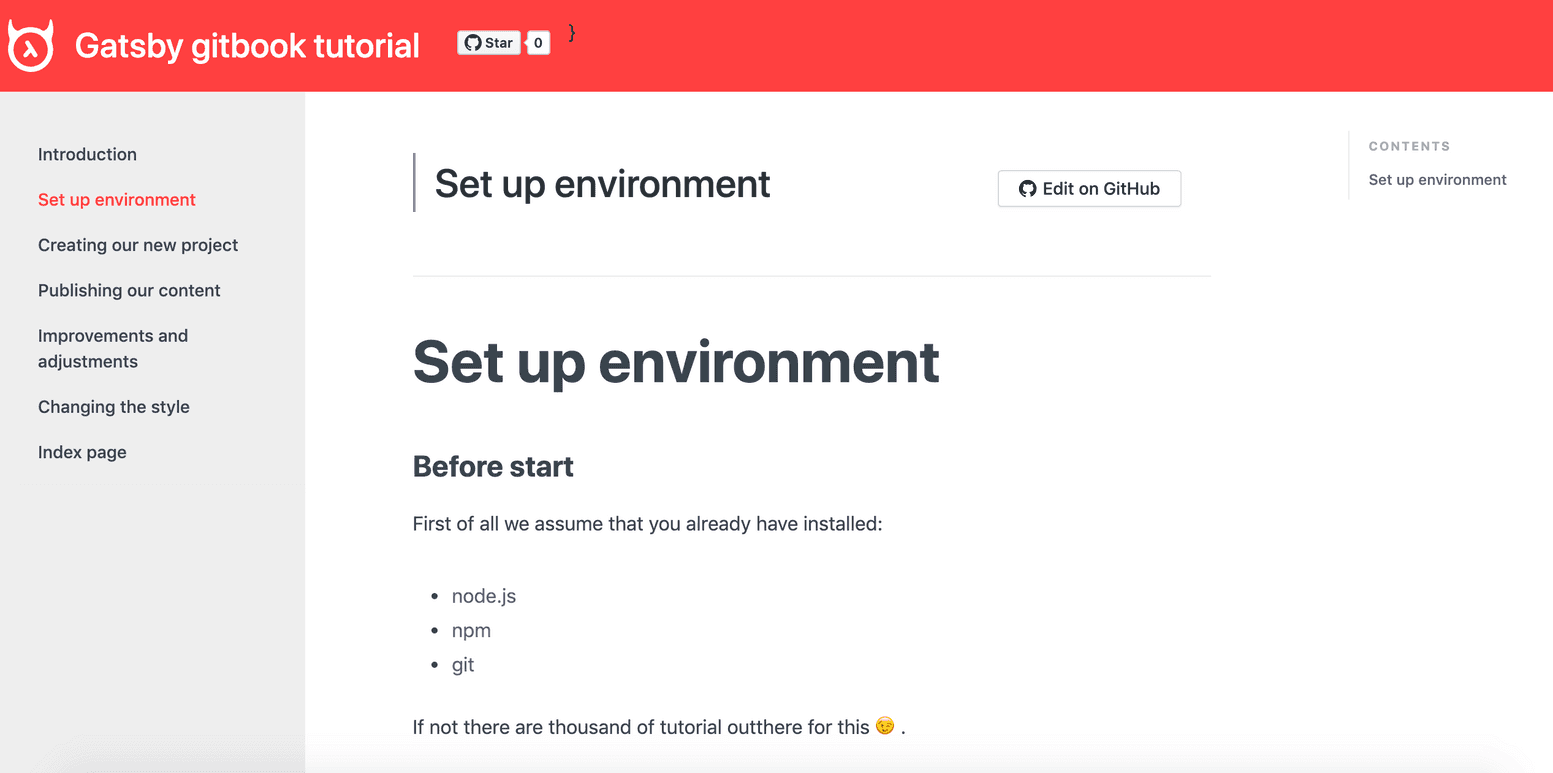 Gatsby gitbook tutorial
Star 0
}
Introduction
Set up environment
Creating our new project
Publishing our content
Improvements and
adjustments
Changing the style
Index page
Set up environment
Edit on GitHub
Set up environment
Before start
First of all we assume that you already have installed:
• node.js
• npm
• git
If not there are thousand of tutorial outthere for this 😉 .
CONTENTS
Set up environment